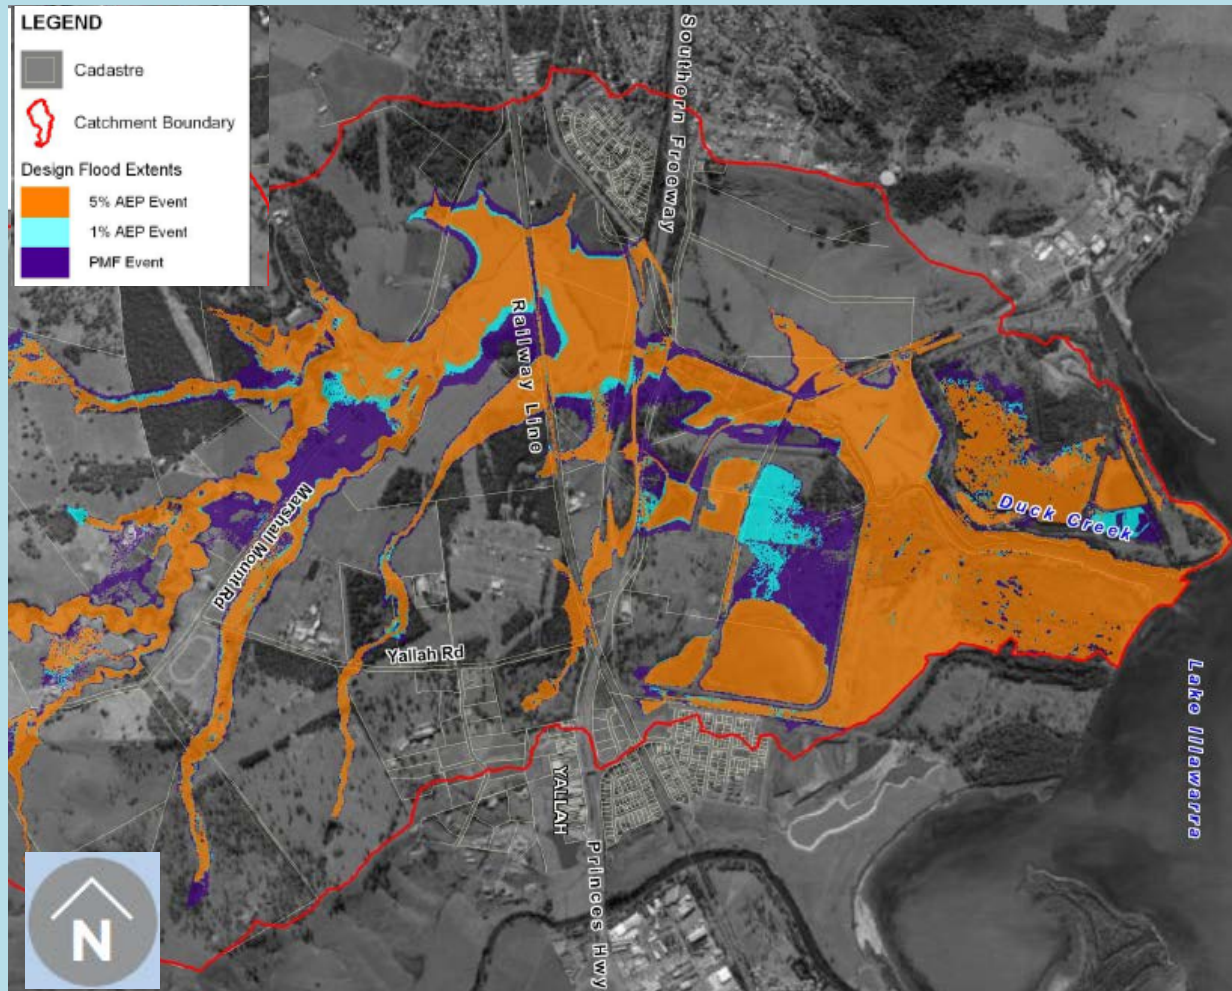 LEGEND
Cadastre
Catchment Boundary
Design Flood Extents
5% AEP Event
1% AEP Event
PMF Event
Southern Freeway
Railway Line
Marshall Mount Rd
Duck Creek
Yallah Rd
Lake Illawarra
YALLAH
Princes Hwy
N